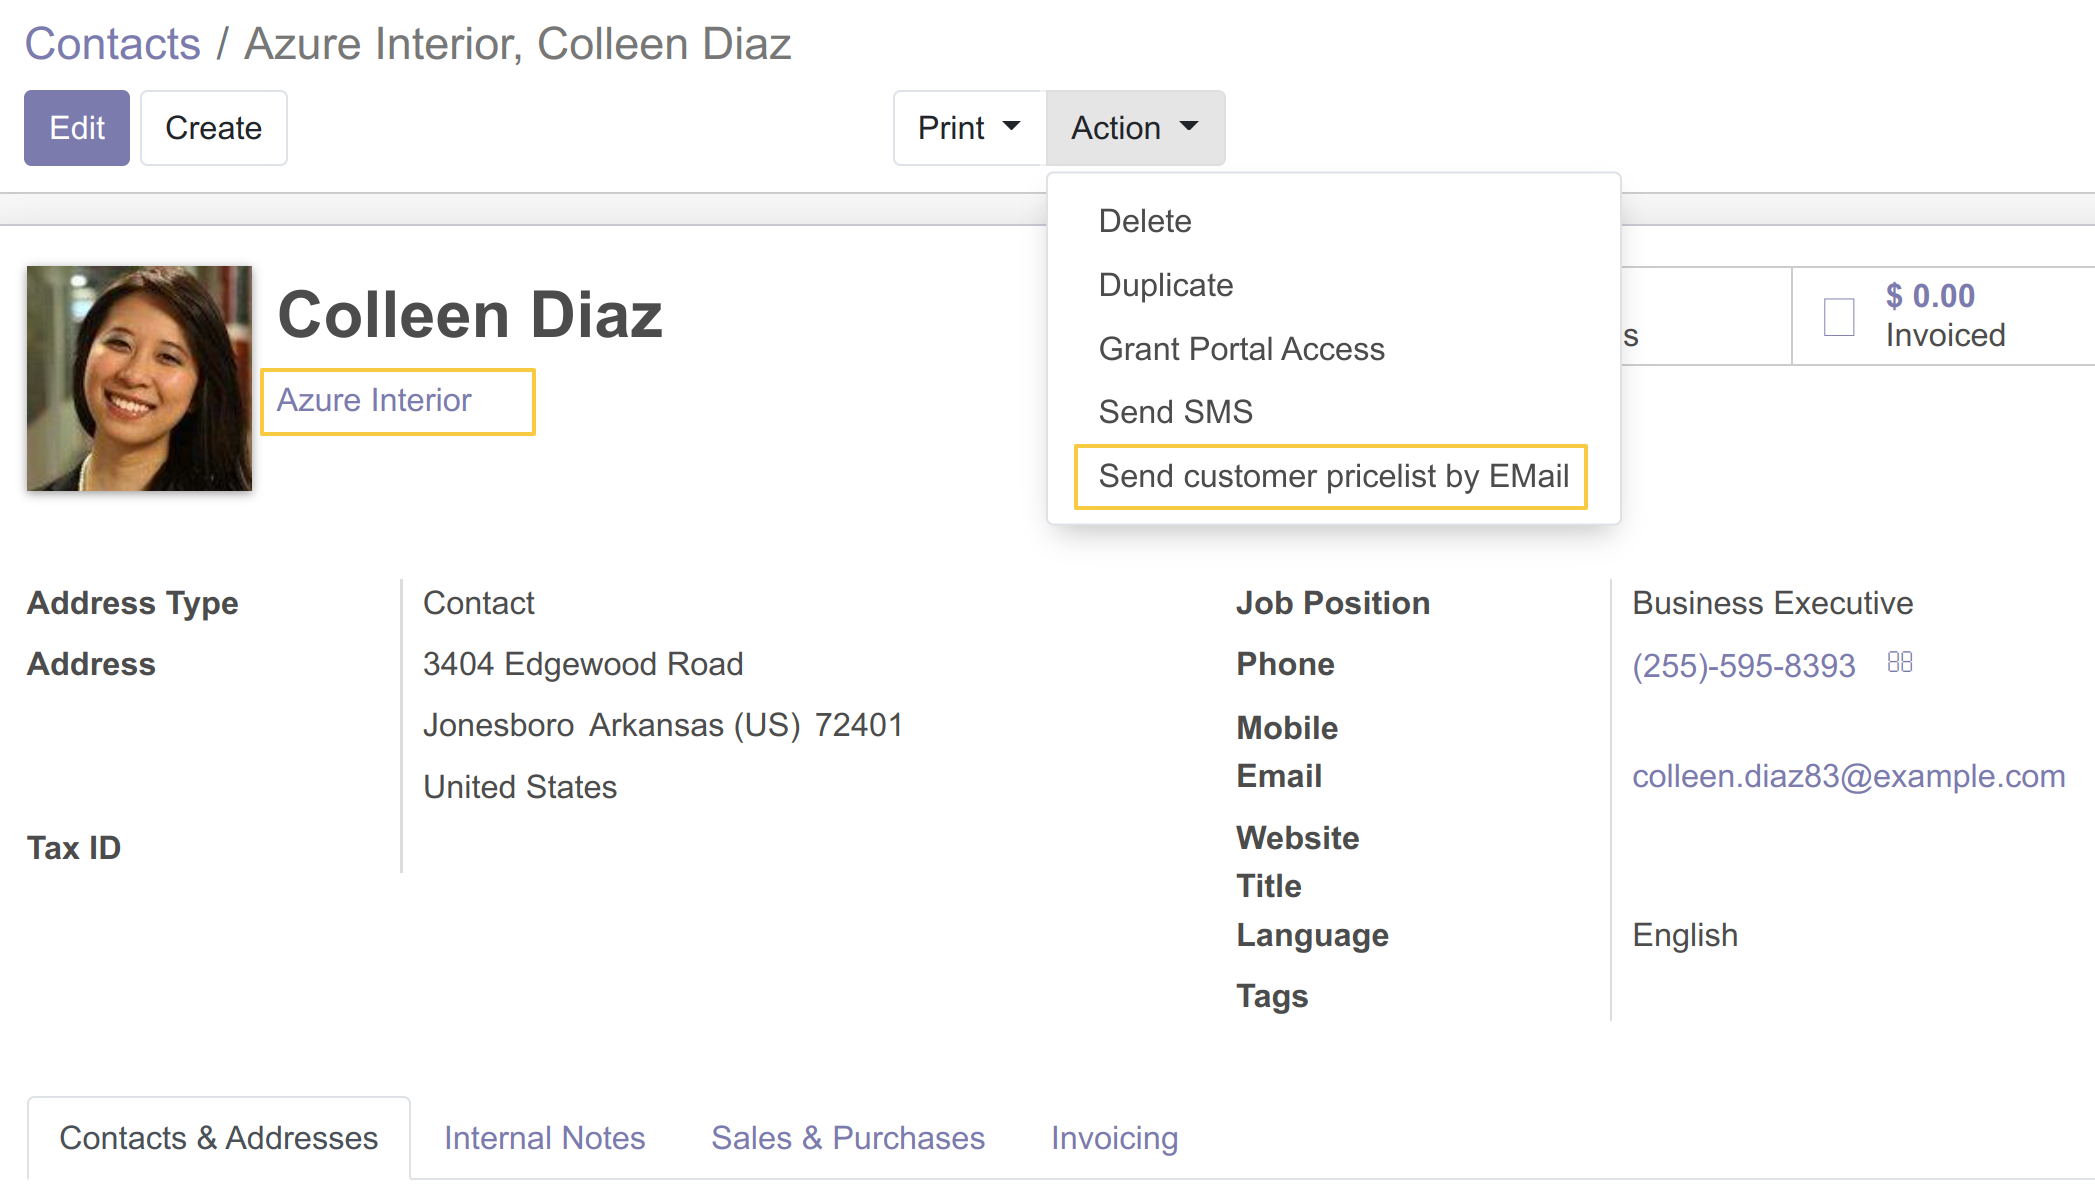 Contacts / Azure Interior, Colleen Diaz
Edit Create Print Action
Delete
Duplicate
Grant Portal Access
Send SMS
Send customer pricelist by EMail
s
$ 0.00
Invoiced
Colleen Diaz
Azure Interior
Address Type Contact
Address 3404 Edgewood Road
Jonesboro Arkansas (US) 72401
United States
Tax ID
Job Position Business Executive
Phone (255)-595-8393
Mobile
Email colleen.diaz83@example.com
Website
Title
Language English
Tags
Contacts & Addresses Internal Notes Sales & Purchases Invoicing